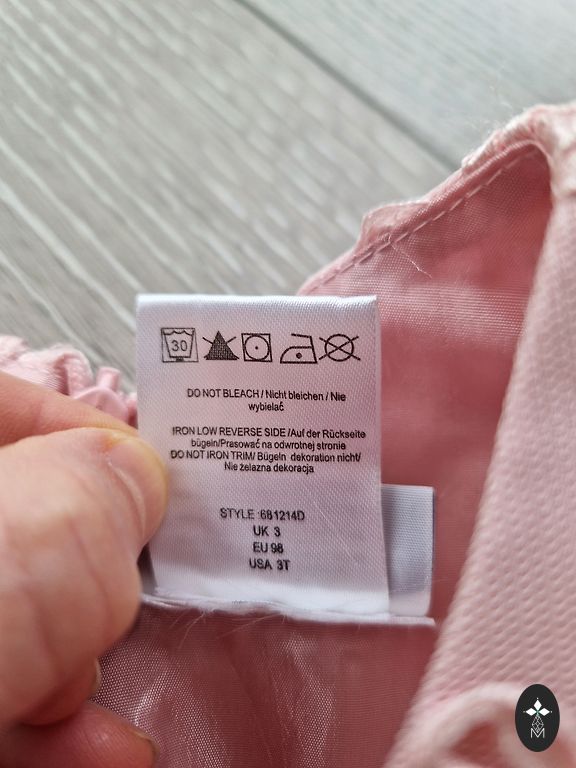 30
DO NOT BLEACH / Nicht bleichen / Nie
wybielać
IRON LOW REVERSE SIDE /Auf der Rückseite
bügeln/Prasować na odwrotnej stronie
DO NOT IRON TRIM/ Bügeln dekoration nicht/
Nie żelazna dekoracja
STYLE :681214D
UK 3
EU 98
USA 3T
M